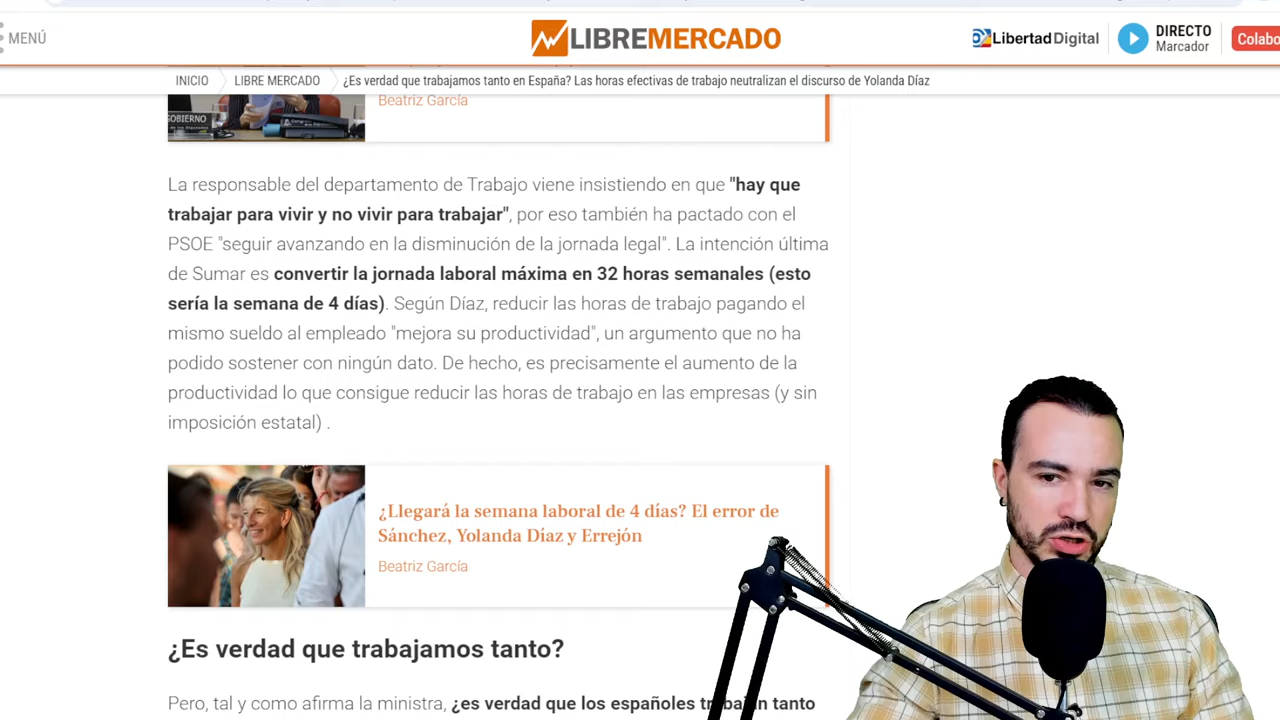 MENÚ
LIBREMERCADO
LibertadDigital
DIRECTO
Marcador
Colabo
INICIO
LIBRE MERCADO
¿Es verdad que trabajamos tanto en España? Las horas efectivas de trabajo neutralizan el discurso de Yolanda Díaz
GOBIERNO
Beatriz García
La responsable del departamento de Trabajo viene insistiendo en que "hay que
trabajar para vivir y no vivir para trabajar", por eso también ha pactado con el
PSOE "seguir avanzando en la disminución de la jornada legal". La intención última
de Sumar es convertir la jornada laboral máxima en 32 horas semanales (esto
sería la semana de 4 días). Según Díaz, reducir las horas de trabajo pagando el
mismo sueldo al empleado "mejora su productividad", un argumento que no ha
podido sostener con ningún dato. De hecho, es precisamente el aumento de la
productividad lo que consigue reducir las horas de trabajo en las empresas (y sin
imposición estatal) .
¿Llegará la semana laboral de 4 días? El error de
Sánchez, Yolanda Díaz y Errejón
Beatriz García
¿Es verdad que trabajamos tanto?
Pero, tal y como afirma la ministra, ¿es verdad que los españoles trabajan tanto